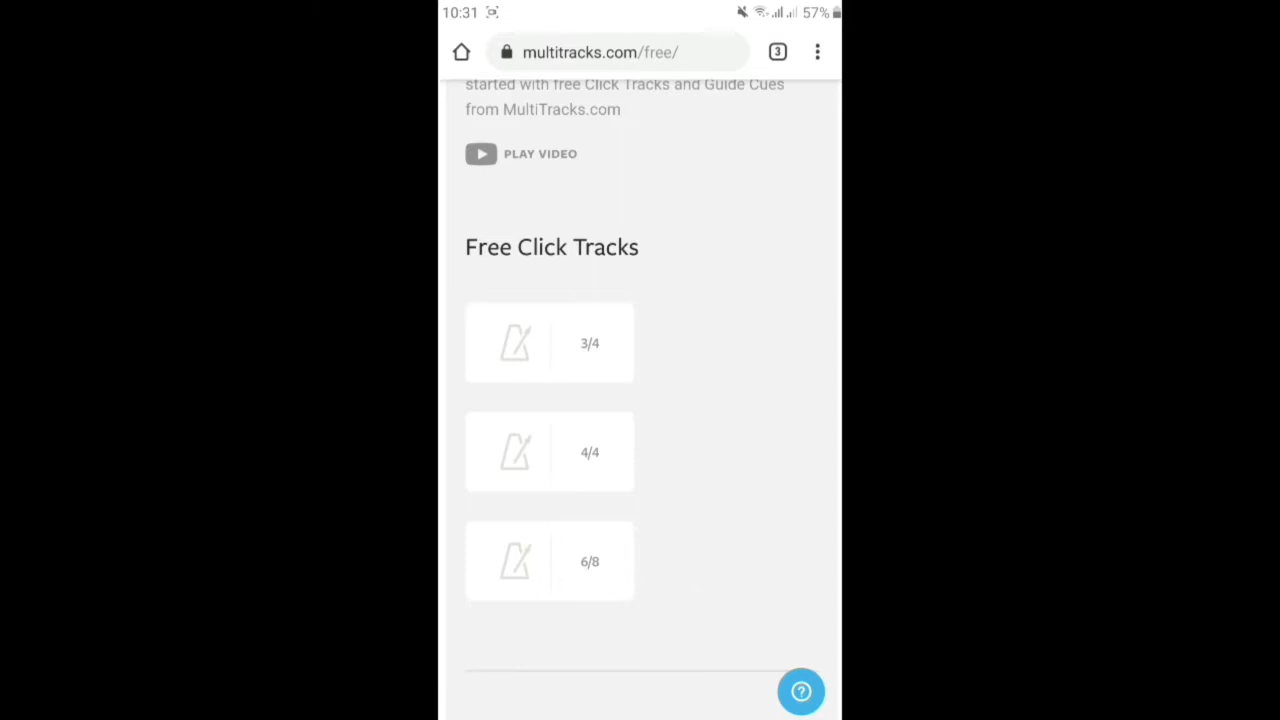 10:31 57%
multitracks.com/free/ 3
started with free Click Tracks and Guide Cues
from MultiTracks.com
PLAY VIDEO
Free Click Tracks
3/4
4/4
6/8
?